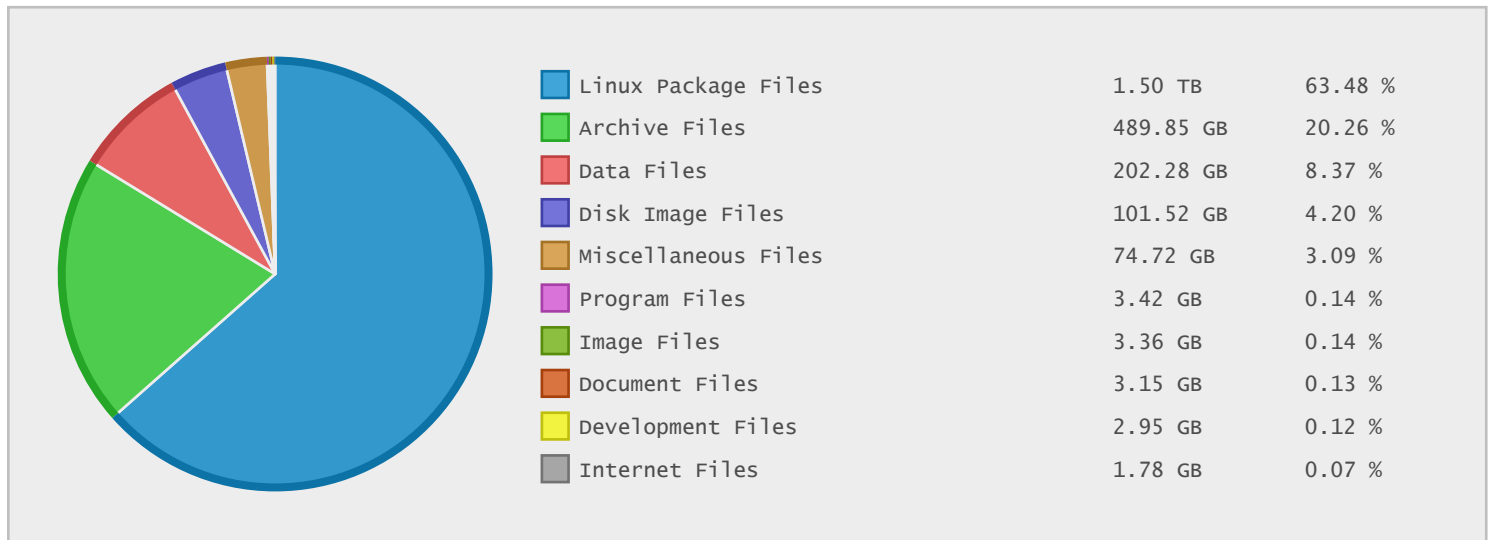 Linux Package Files 1.50 TB 63.48 %
Archive Files 489.85 GB 20.26 %
Data Files 202.28 GB 8.37 %
Disk Image Files 101.52 GB 4.20 %
Miscellaneous Files 74.72 GB 3.09 %
Program Files 3.42 GB 0.14 %
Image Files 3.36 GB 0.14 %
Document Files 3.15 GB 0.13 %
Development Files 2.95 GB 0.12 %
Internet Files 1.78 GB 0.07 %